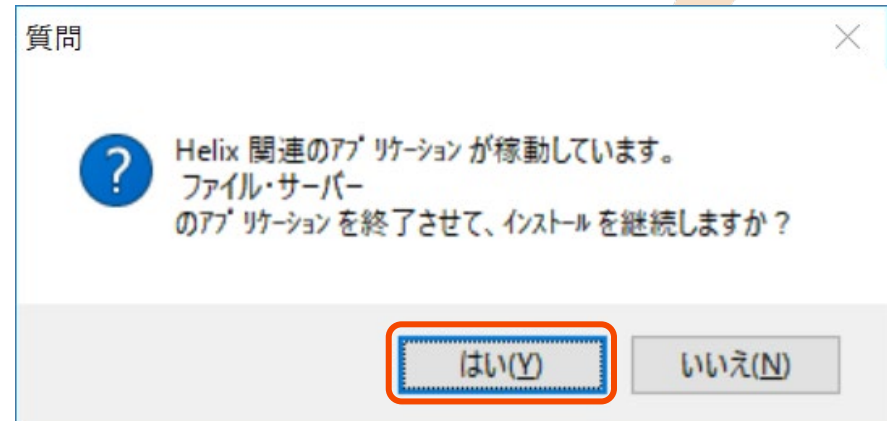 質問
Helix 関連のｱﾌﾟﾘｹｰｼｮﾝ が稼動しています。
ファイル・サーバー
のｱﾌﾟﾘｹｰｼｮﾝ を終了させて、ｲﾝｽﾄｰﾙ を継続しますか？
はい(Y)
いいえ(N)